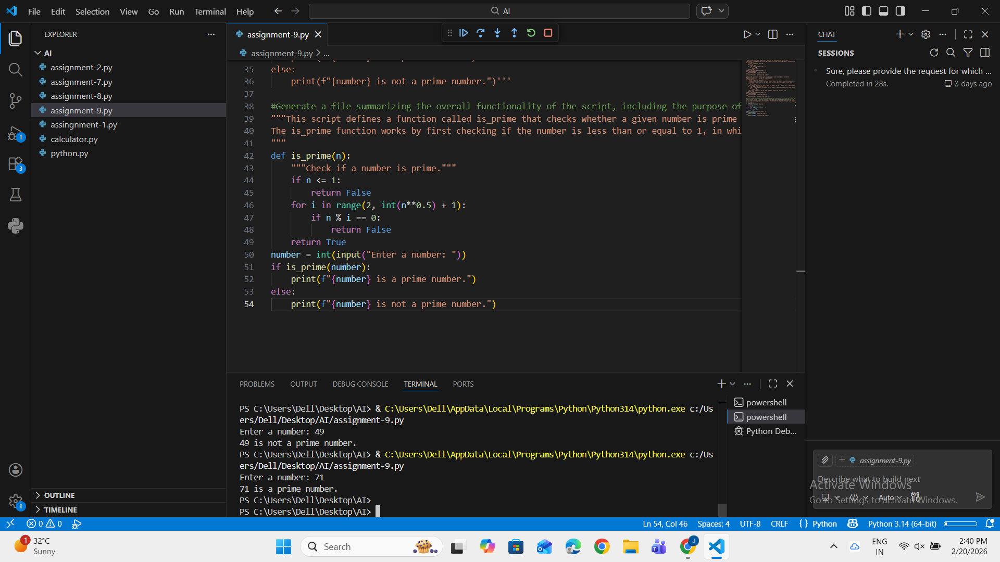 File Edit Selection View Go Run Terminal Help
AI
EXPLORER
AI
assignment-2.py
assignment-7.py
assignment-8.py
assignment-9.py
assingnment-1.py
calculator.py
python.py
OUTLINE
TIMELINE
1
3
1
assignment-9.py
assignment-9.py > ...
35 else:
36 print(f"{number} is not a prime number.")'''
37
38 #Generate a file summarizing the overall functionality of the script, including the purpose of
39 """This script defines a function called is_prime that checks whether a given number is prime
40 The is_prime function works by first checking if the number is less than or equal to 1, in whi
41 """
42 def is_prime(n):
43 """Check if a number is prime."""
44 if n <= 1:
45 return False
46 for i in range(2, int(n**0.5) + 1):
47 if n % i == 0:
48 return False
49 return True
50 number = int(input("Enter a number: "))
51 if is_prime(number):
52 print(f"{number} is a prime number.")
53 else:
54 print(f"{number} is not a prime number.")
PROBLEMS OUTPUT DEBUG CONSOLE TERMINAL PORTS
PS C:\Users\Dell\Desktop\AI> & C:\Users\Dell\AppData\Local\Programs\Python\Python314\python.exe c:/Us
ers/Dell/Desktop/AI/assignment-9.py
Enter a number: 49
49 is not a prime number.
PS C:\Users\Dell\Desktop\AI> & C:\Users\Dell\AppData\Local\Programs\Python\Python314\python.exe c:/Us
ers/Dell/Desktop/AI/assignment-9.py
Enter a number: 71
71 is a prime number.
PS C:\Users\Dell\Desktop\AI>
PS C:\Users\Dell\Desktop\AI>
powershell
powershell
Python Deb...
CHAT
SESSIONS
Sure, please provide the request for which ...
Completed in 28s. 3 days ago
assignment-9.py
Describe what to build next
Auto
Activate Windows
Go to Settings to activate Windows.
0 0
Ln 54, Col 46 Spaces: 4 UTF-8 CRLF { } Python Python 3.14 (64-bit)
1
32°C
Sunny
Search
J
ENG
IN
2:40 PM
2/20/2026